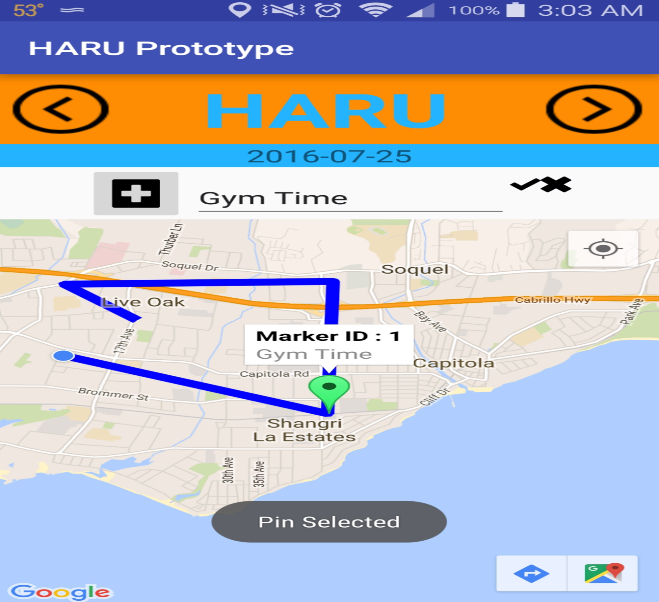 53°
100%
3:03 AM
HARU Prototype
HARU
2016-07-25
Gym Time
Thurber Ln
Soquel Dr
Soquel
Live Oak
Cabrillo Hwy
Park Ave
17th Ave
Bay Ave
Marker ID : 1
Gym Time
Capitola
Capitola Rd
Brommer St
Cliff Dr
Shangri
La Estates
30th Ave
35th Ave
Pin Selected
Google